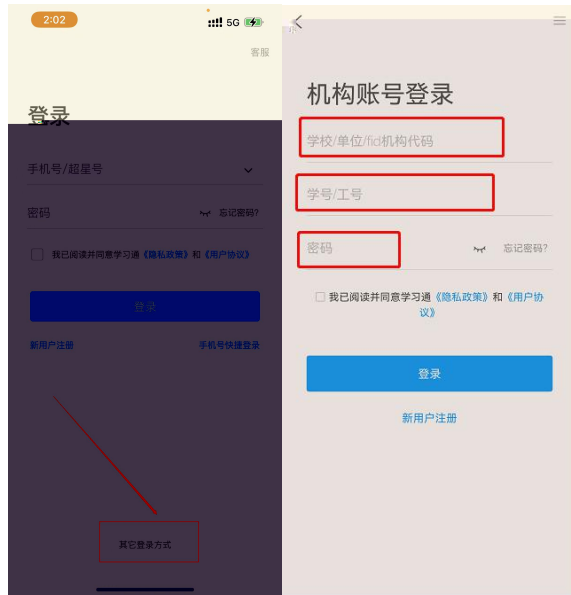 2:02
5G
客服
登录
手机号/超星号
密码
忘记密码?
我已阅读并同意学习通《隐私政策》和《用户协议》
登录
新用户注册
手机号快捷登录
其它登录方式
机构账号登录
学校/单位/fid机构代码
学号/工号
密码
忘记密码?
我已阅读并同意学习通《隐私政策》和《用户协
议》
登录
新用户注册